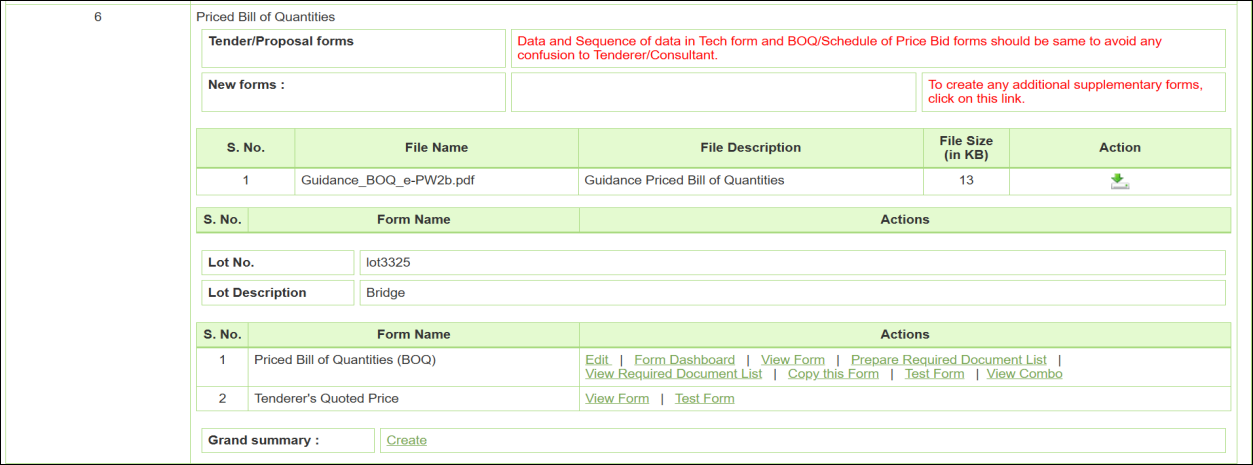 6
Priced Bill of Quantities
Tender/Proposal forms
Data and Sequence of data in Tech form and BOQ/Schedule of Price Bid forms should be same to avoid any
confusion to Tenderer/Consultant.
New forms :
To create any additional supplementary forms,
click on this link.
S. No. File Name File Description File Size
(in KB) Action
1 Guidance_BOQ_e-PW2b.pdf Guidance Priced Bill of Quantities 13
S. No. Form Name Actions
Lot No. lot3325
Lot Description Bridge
S. No. Form Name Actions
1 Priced Bill of Quantities (BOQ) Edit | Form Dashboard | View Form | Prepare Required Document List |
View Required Document List | Copy this Form | Test Form | View Combo
2 Tenderer's Quoted Price View Form | Test Form
Grand summary : Create